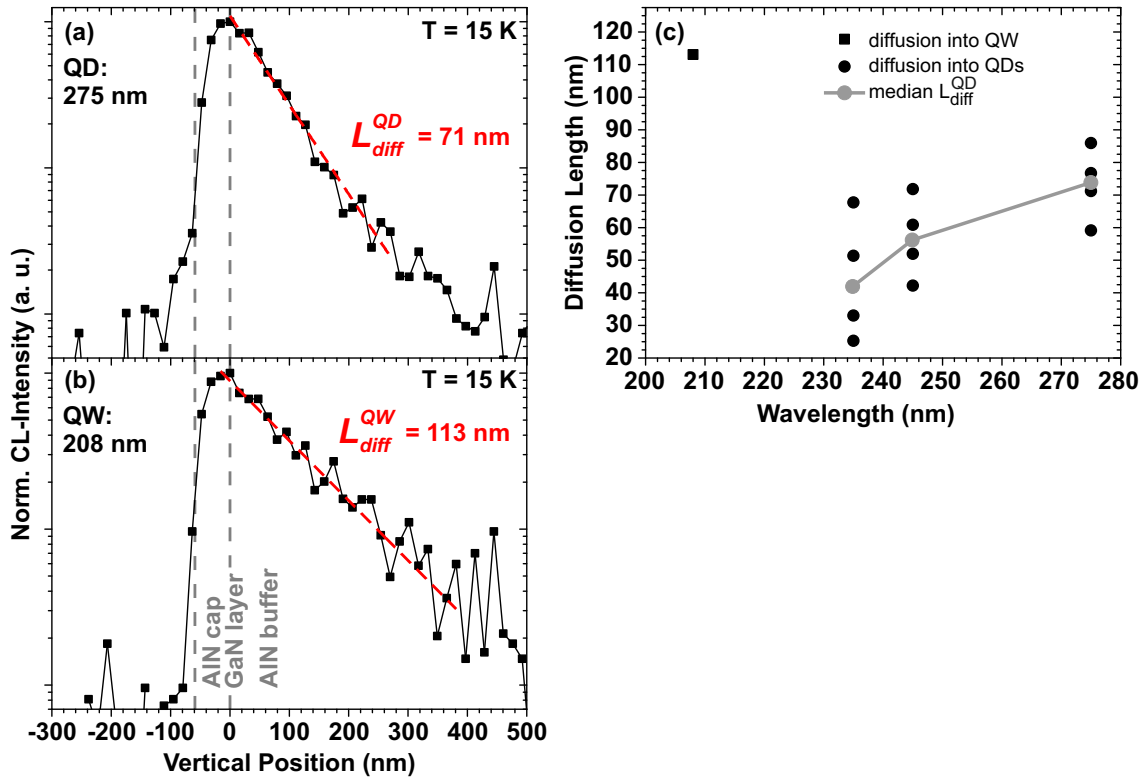 (a)
T = 15 K
QD:
275 nm
L_diff^QD = 71 nm
(b)
T = 15 K
QW:
208 nm
L_diff^QW = 113 nm
AlN cap
GaN layer
AlN buffer
Norm. CL-Intensity (a. u.)
-300 -200 -100 0 100 200 300 400 500
Vertical Position (nm)
(c)
diffusion into QW
diffusion into QDs
median L_diff^QD
120
110
100
90
80
70
60
50
40
30
20
Diffusion Length (nm)
200 210 220 230 240 250 260 270 280
Wavelength (nm)